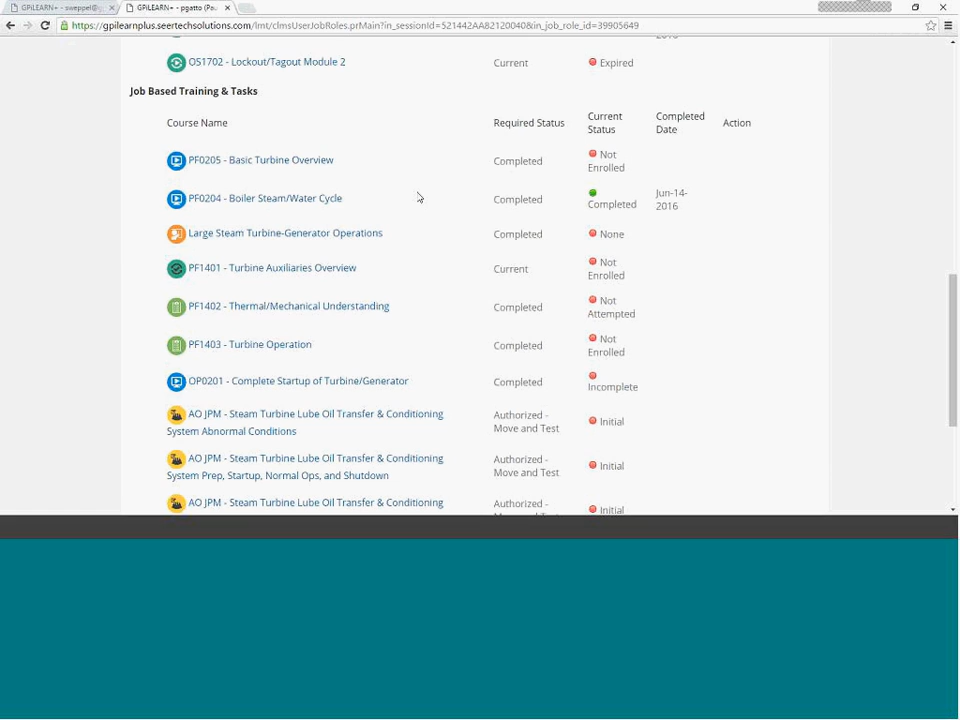 GPiLEARN+ - sweppel@g
GPiLEARN+ - pgatto (Pa
https://gpilearnplus.seertechsolutions.com/lmt/clmsUserJobRoles.prMain?in_sessionId=521442AA82120040&in_job_role_id=39905649
OS1702 - Lockout/Tagout Module 2 Current Expired
Job Based Training & Tasks
Course Name Required Status Current Status Completed Date Action
PF0205 - Basic Turbine Overview Completed Not Enrolled
PF0204 - Boiler Steam/Water Cycle Completed Completed Jun-14-2016
Large Steam Turbine-Generator Operations Completed None
PF1401 - Turbine Auxiliaries Overview Current Not Enrolled
PF1402 - Thermal/Mechanical Understanding Completed Not Attempted
PF1403 - Turbine Operation Completed Not Enrolled
OP0201 - Complete Startup of Turbine/Generator Completed Incomplete
AO JPM - Steam Turbine Lube Oil Transfer & Conditioning
System Abnormal Conditions Authorized - Move and Test Initial
AO JPM - Steam Turbine Lube Oil Transfer & Conditioning
System Prep, Startup, Normal Ops, and Shutdown Authorized - Move and Test Initial
AO JPM - Steam Turbine Lube Oil Transfer & Conditioning Authorized - Initial